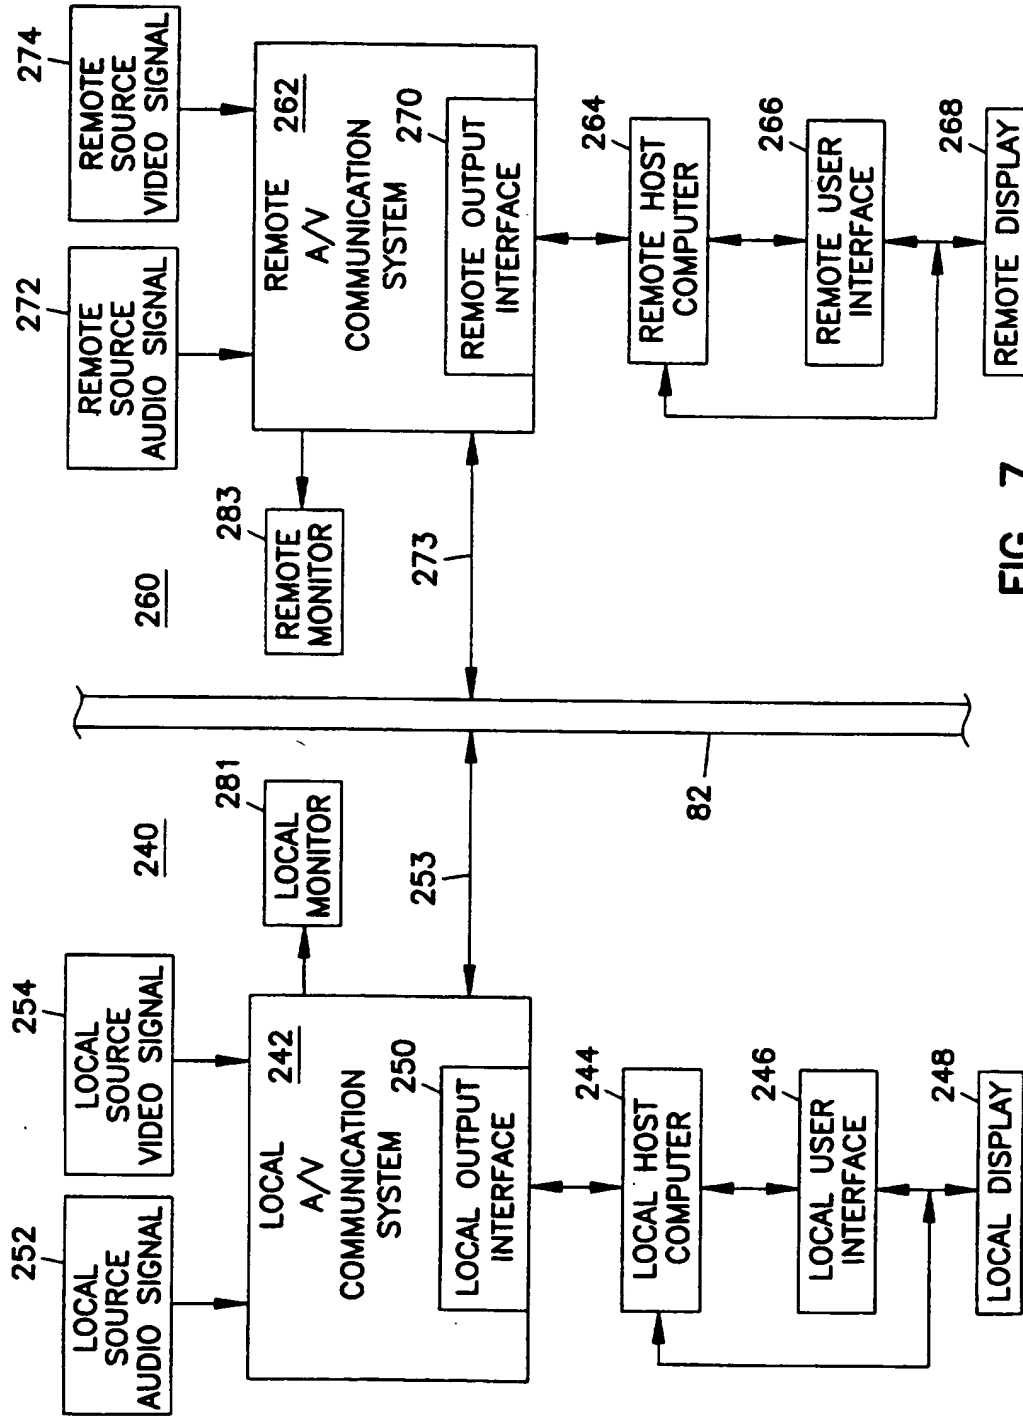 252
LOCAL
SOURCE
AUDIO SIGNAL
254
LOCAL
SOURCE
VIDEO SIGNAL
240
260
272
REMOTE
SOURCE
AUDIO SIGNAL
274
REMOTE
SOURCE
VIDEO SIGNAL
LOCAL
A/V
COMMUNICATION
SYSTEM
242
LOCAL OUTPUT
INTERFACE
250
281
LOCAL
MONITOR
253
283
REMOTE
MONITOR
273
REMOTE
A/V
COMMUNICATION
SYSTEM
262
REMOTE OUTPUT
INTERFACE
270
LOCAL HOST
COMPUTER
244
82
REMOTE HOST
COMPUTER
264
LOCAL USER
INTERFACE
246
REMOTE USER
INTERFACE
266
LOCAL DISPLAY
248
REMOTE DISPLAY
268
FIG. 7